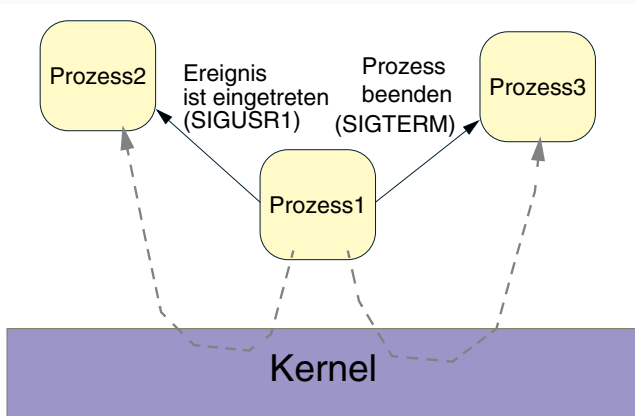 Prozess2
Ereignis
ist eingetreten
(SIGUSR1)
Prozess
beenden
(SIGTERM)
Prozess3
Prozess1
Kernel